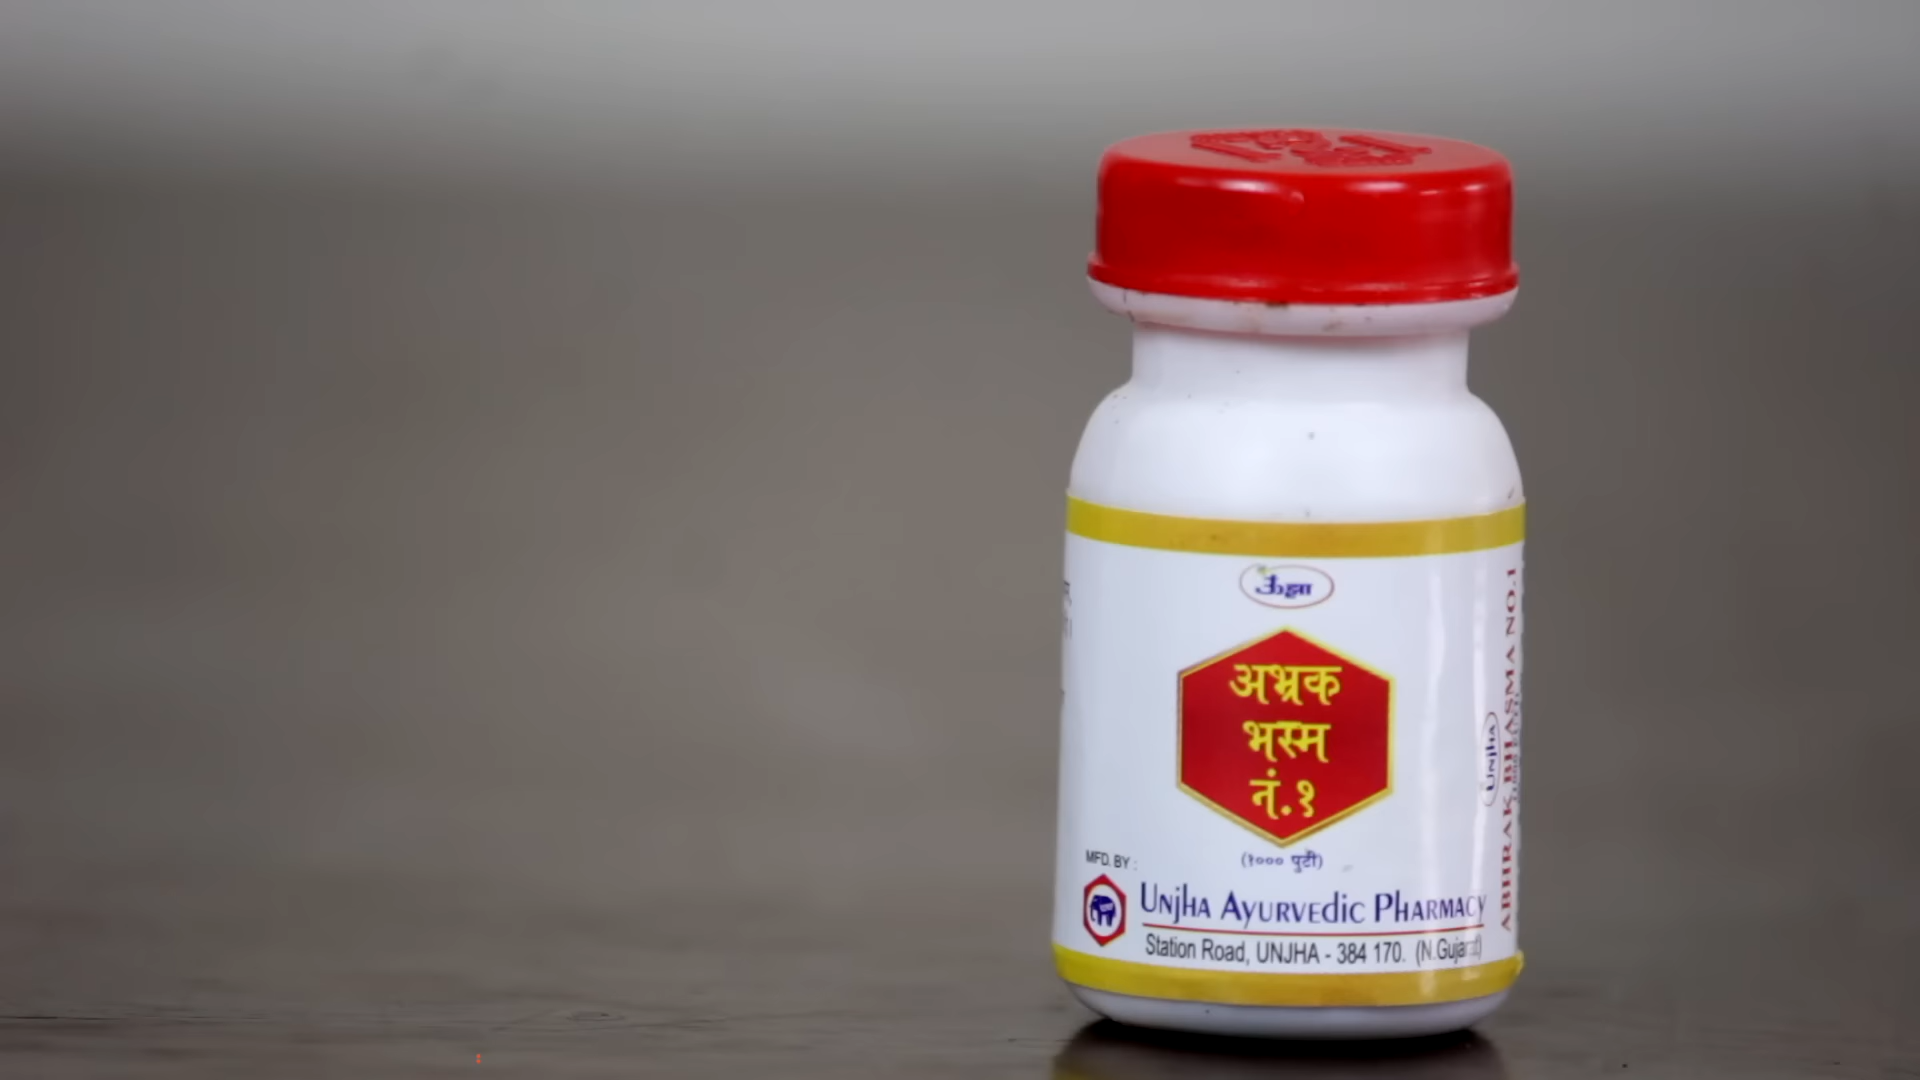 ऊंझा
अभ्रक
भस्म
नं.१
(१००० पुटी)
MFD. BY :
UNJHA AYURVEDIC PHARMACY
Station Road, UNJHA - 384 170. (N.Gujarat)
UNJHA
ABHRAK BHASMA NO.1